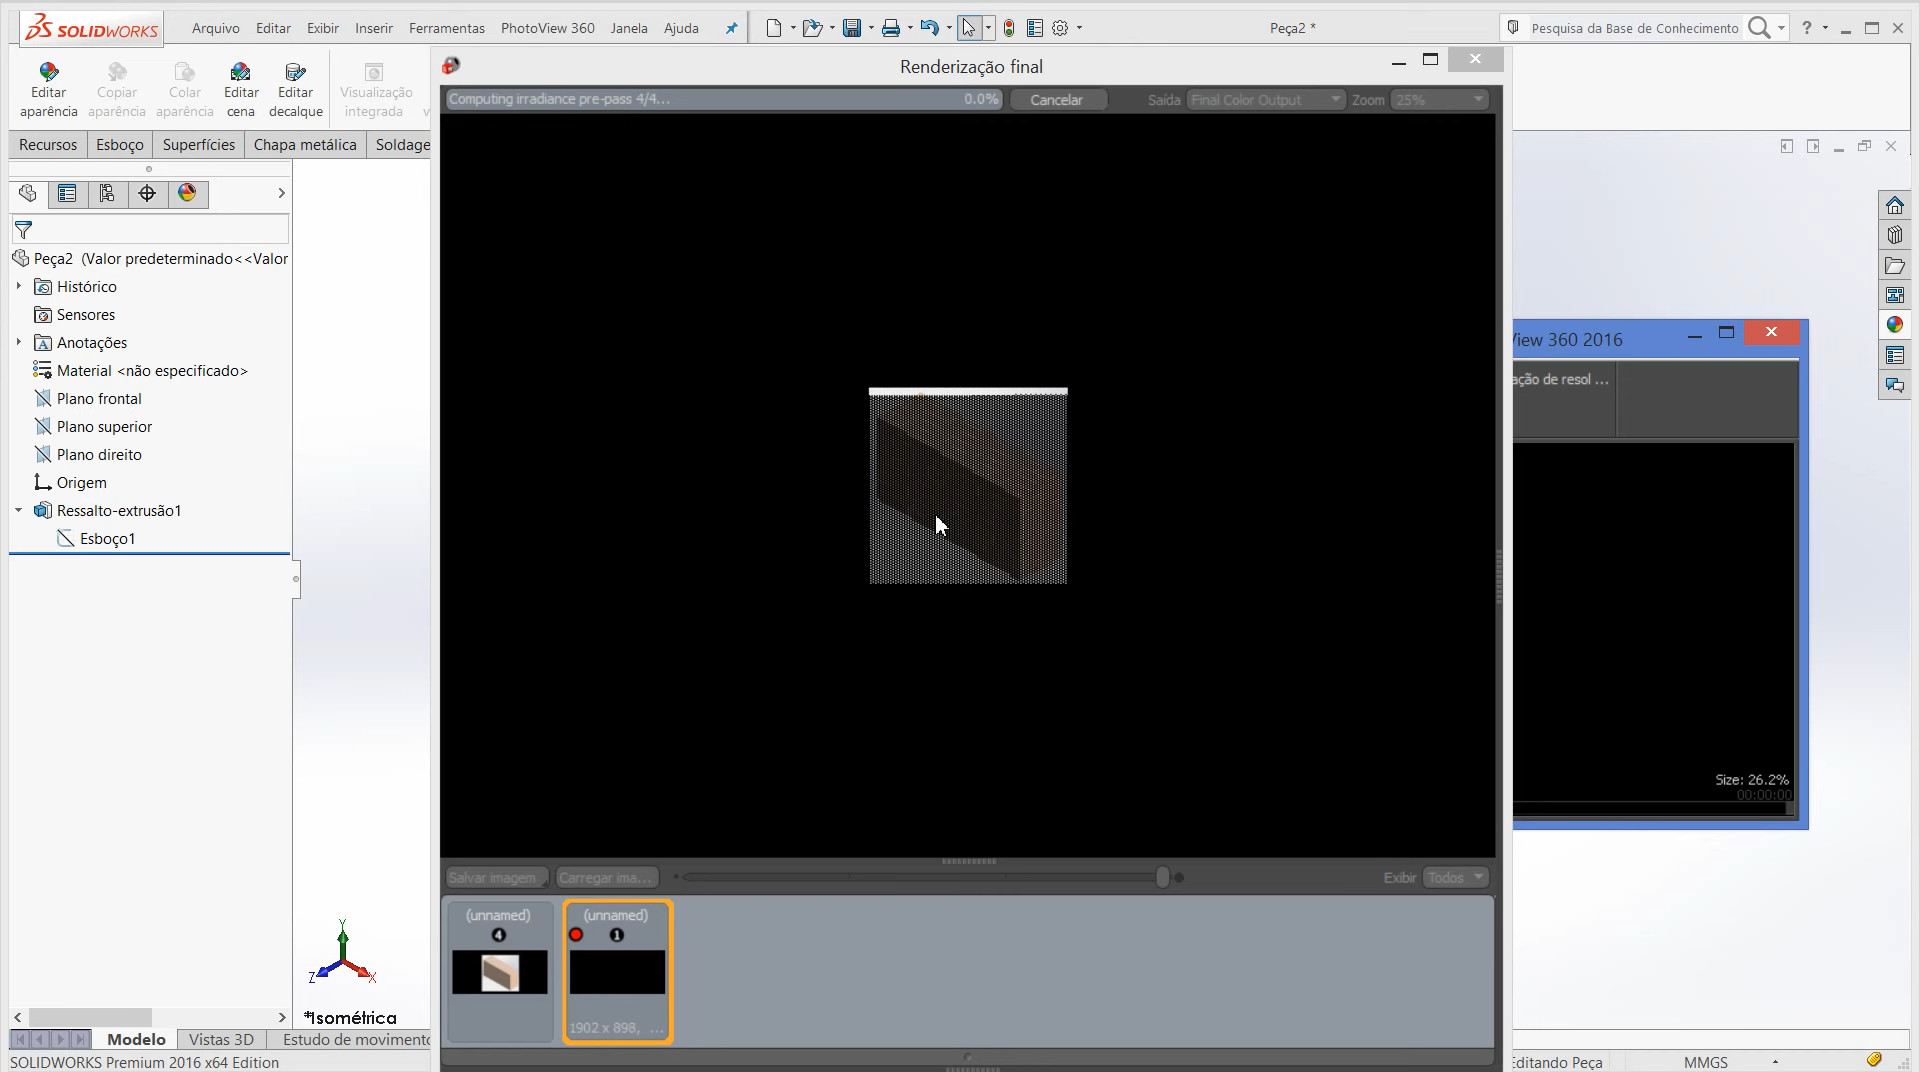 SOLIDWORKS
Arquivo Editar Exibir Inserir Ferramentas PhotoView 360 Janela Ajuda
Peça2 *
Pesquisa da Base de Conhecimento
?
Editar aparência
Copiar aparência
Colar aparência
Editar cena
Editar decalque
Visualização integrada
v
Recursos Esboço Superfícies Chapa metálica Soldage
Peça2 (Valor predeterminado<<Valor
Histórico
Sensores
Anotações
Material <não especificado>
Plano frontal
Plano superior
Plano direito
Origem
Ressalto-extrusão1
Esboço1
Renderização final
Computing irradiance pre-pass 4/4... 0.0% Cancelar Saída Final Color Output Zoom 25%
View 360 2016
ação de resol ...
Size: 26.2%
00:00:00
Salvar imagem Carregar ima... Exibir Todos
(unnamed) (unnamed)
4 1
1902 x 898, ...
Y
Z X
*Isométrica
Modelo Vistas 3D Estudo de movimento
SOLIDWORKS Premium 2016 x64 Edition
Editando Peça MMGS